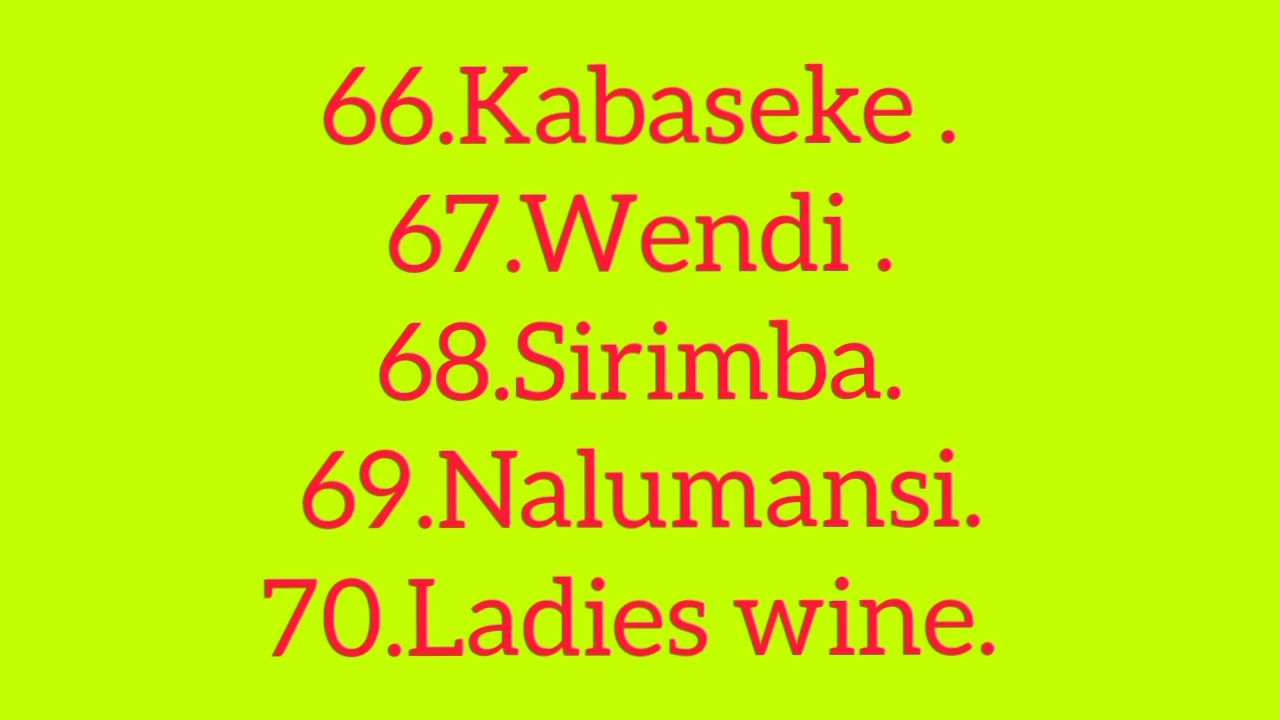 66.Kabaseke .
67.Wendi .
68.Sirimba.
69.Nalumansi.
70.Ladies wine.